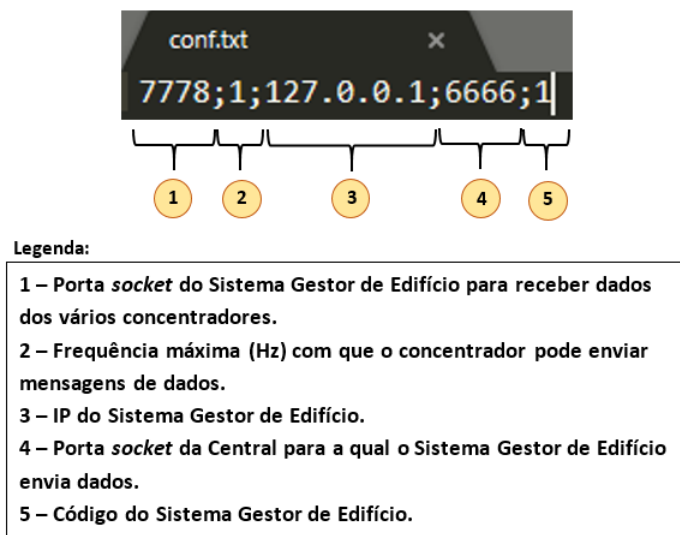 conf.txt ×
7778;1;127.0.0.1;6666;1
1 2 3 4 5
Legenda:
1 – Porta socket do Sistema Gestor de Edifício para receber dados
dos vários concentradores.
2 – Frequência máxima (Hz) com que o concentrador pode enviar
mensagens de dados.
3 – IP do Sistema Gestor de Edifício.
4 – Porta socket da Central para a qual o Sistema Gestor de Edifício
envia dados.
5 – Código do Sistema Gestor de Edifício.